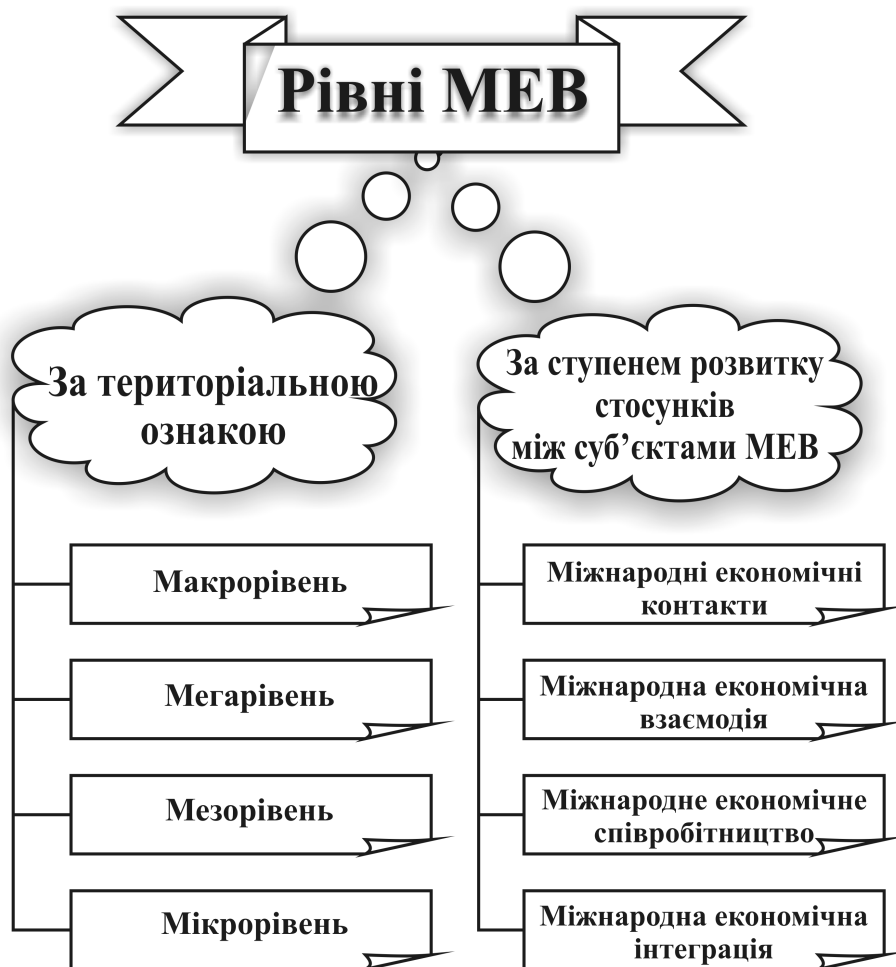 Рівні МЕВ
За територіальною
ознакою
Макрорівень
Мегарівень
Мезорівень
Мікрорівень
За ступенем розвитку
стосунків
між суб’єктами МЕВ
Міжнародні економічні
контакти
Міжнародна економічна
взаємодія
Міжнародне економічне
співробітництво
Міжнародна економічна
інтеграція